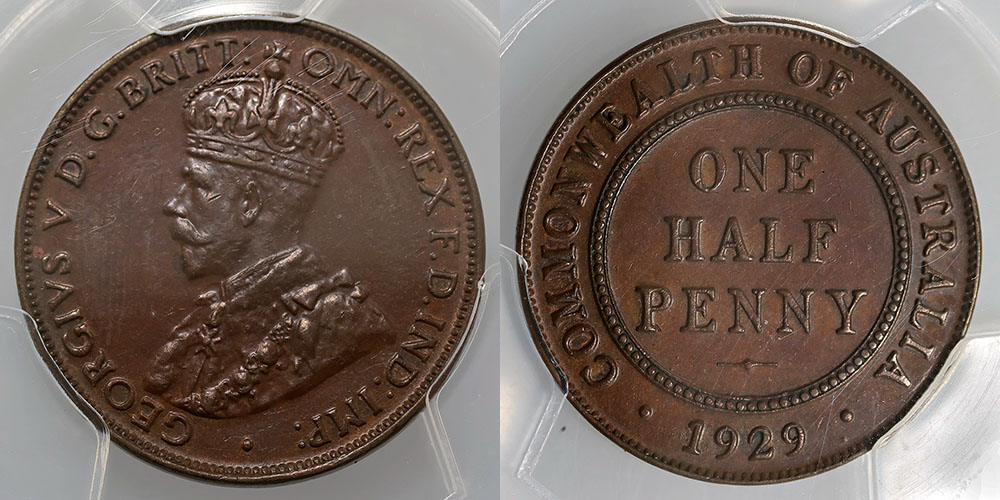 GEORGIVS V D. G. BRITT: OMN: REX F. D. IND. IMP:
COMMONWEALTH OF AUSTRALIA
ONE
HALF
PENNY
· 1929 ·